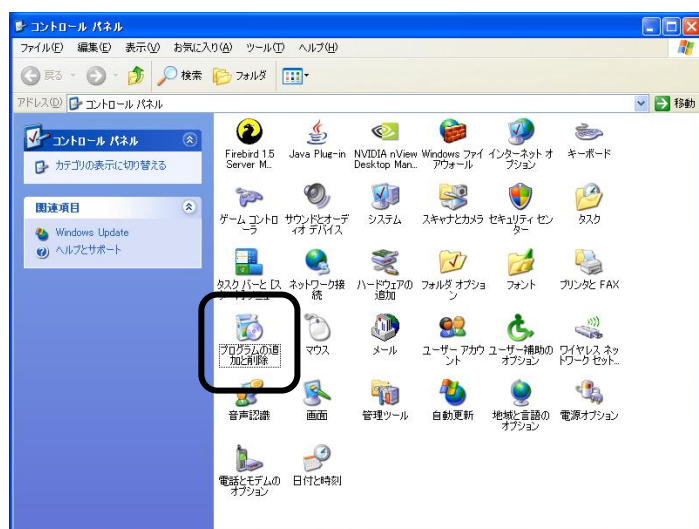 コントロール パネル
ファイル(F) 編集(E) 表示(V) お気に入り(A) ツール(T) ヘルプ(H)
戻る 検索 フォルダ
アドレス(D) コントロール パネル 移動
コントロール パネル
カテゴリの表示に切り替える
関連項目
Windows Update
ヘルプとサポート
Firebird 1.5
Server M...
Java Plug-in
NVIDIA nView
Desktop Man...
Windows ファイ
アウォール
インターネット オ
プション
キーボード
ゲーム コントロ
ーラ
サウンドとオーデ
ィオ デバイス
システム
スキャナとカメラ
セキュリティ セン
ター
タスク
タスク バーと [ス
ネットワーク接
続
ハードウェアの
追加
フォルダ オプショ
ン
フォント
プリンタと FAX
プログラムの追
加と削除
マウス
メール
ユーザー アカウ
ント
ユーザー補助の
オプション
ワイヤレス ネッ
トワーク セット...
音声認識
画面
管理ツール
自動更新
地域と言語の
オプション
電源オプション
電話とモデムの
オプション
日付と時刻